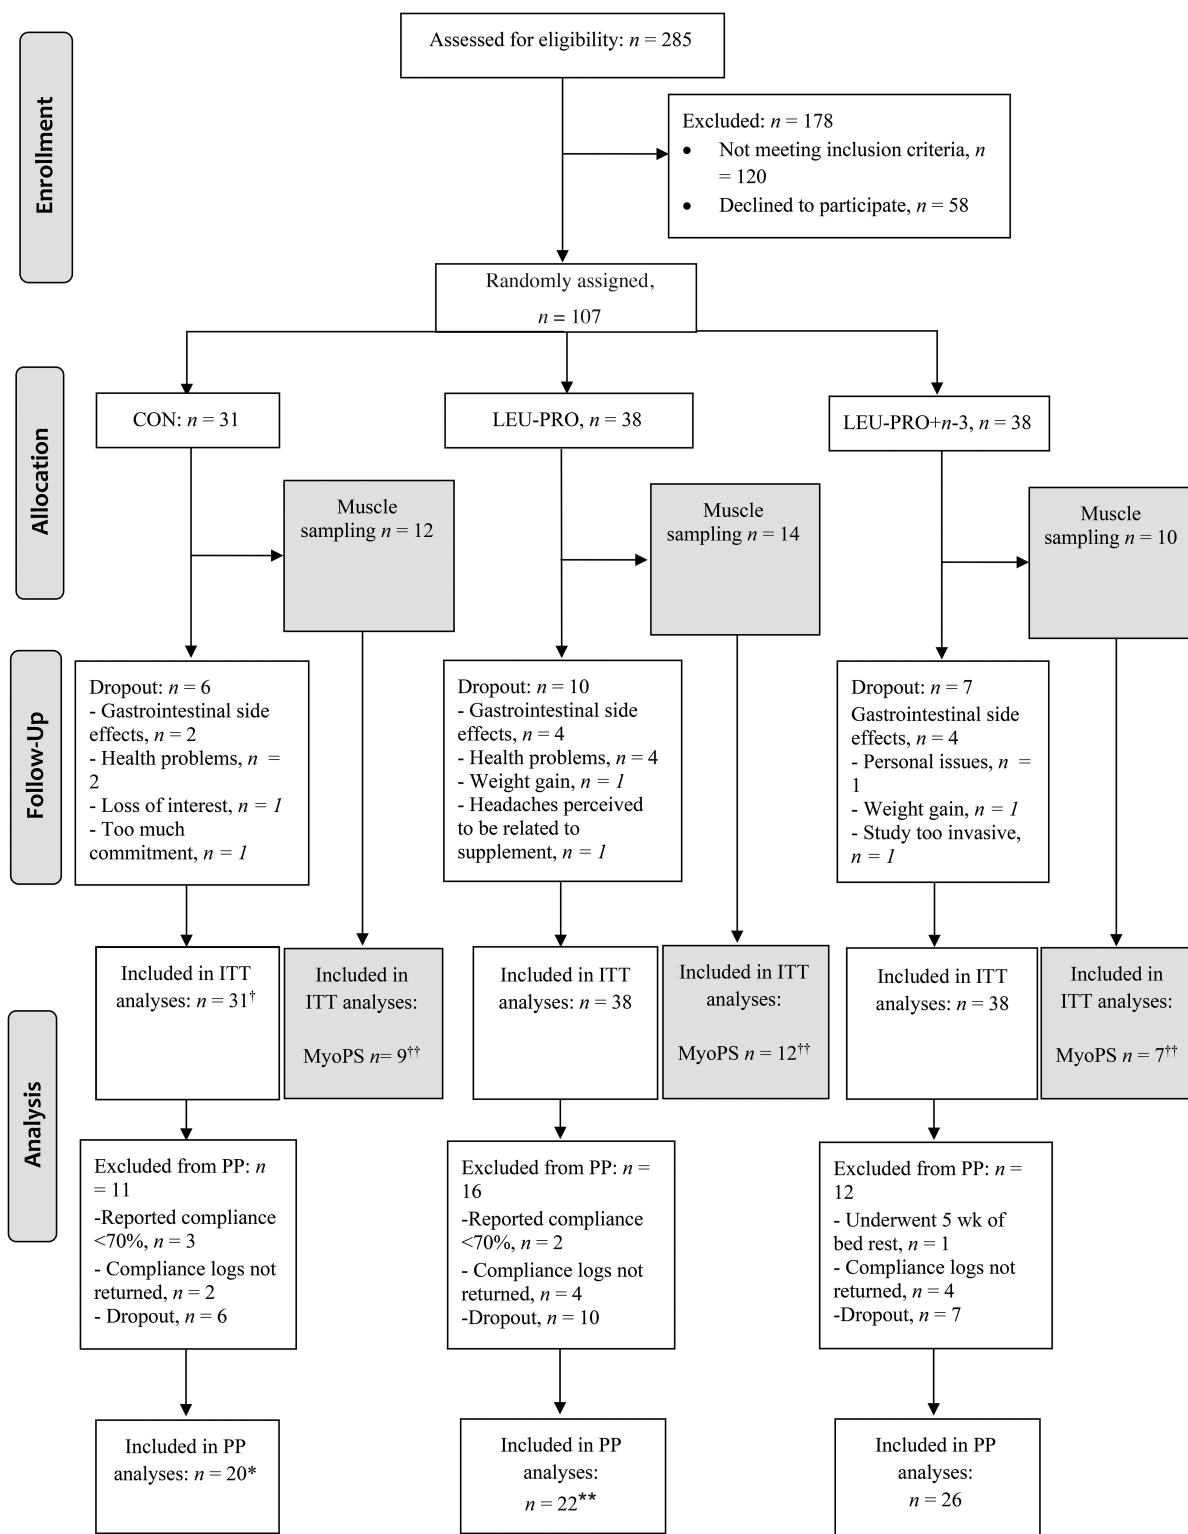 Enrollment
Assessed for eligibility: n = 285
Excluded: n = 178
• Not meeting inclusion criteria, n
= 120
• Declined to participate, n = 58
Randomly assigned,
n = 107
Allocation
CON: n = 31
LEU-PRO, n = 38
LEU-PRO+n-3, n = 38
Muscle
sampling n = 12
Muscle
sampling n = 14
Muscle
sampling n = 10
Follow-Up
Dropout: n = 6
- Gastrointestinal side
effects, n = 2
- Health problems, n =
2
- Loss of interest, n = 1
- Too much
commitment, n = 1
Dropout: n = 10
- Gastrointestinal side
effects, n = 4
- Health problems, n = 4
- Weight gain, n = 1
- Headaches perceived
to be related to
supplement, n = 1
Dropout: n = 7
Gastrointestinal side
effects, n = 4
- Personal issues, n =
1
- Weight gain, n = 1
- Study too invasive,
n = 1
Analysis
Included in ITT
analyses: n = 31†
Included in
ITT analyses:
MyoPS n= 9††
Included in ITT
analyses: n = 38
Included in ITT
analyses:
MyoPS n = 12††
Included in ITT
analyses: n = 38
Included in
ITT analyses:
MyoPS n = 7††
Excluded from PP: n
= 11
-Reported compliance
<70%, n = 3
- Compliance logs not
returned, n = 2
- Dropout, n = 6
Excluded from PP: n =
16
-Reported compliance
<70%, n = 2
- Compliance logs not
returned, n = 4
-Dropout, n = 10
Excluded from PP: n =
12
- Underwent 5 wk of
bed rest, n = 1
- Compliance logs not
returned, n = 4
-Dropout, n = 7
Included in PP
analyses: n = 20*
Included in PP
analyses:
n = 22**
Included in PP
analyses:
n = 26